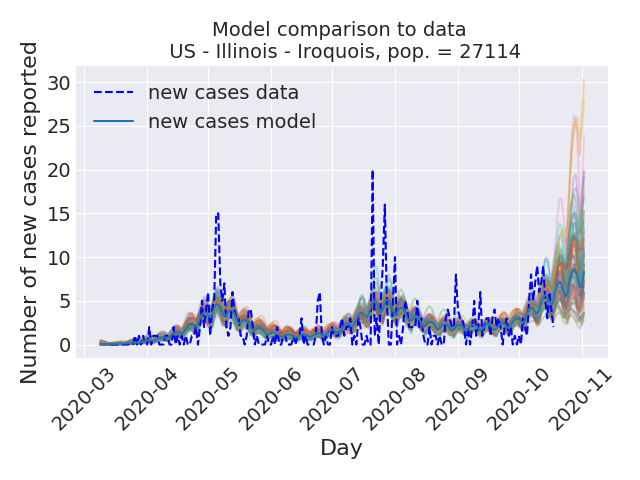 Model comparison to data
US - Illinois - Iroquois, pop. = 27114
Number of new cases reported
30
25
20
15
10
5
0
new cases data
new cases model
2020-03
2020-04
2020-05
2020-06
2020-07
2020-08
2020-09
2020-10
2020-11
Day